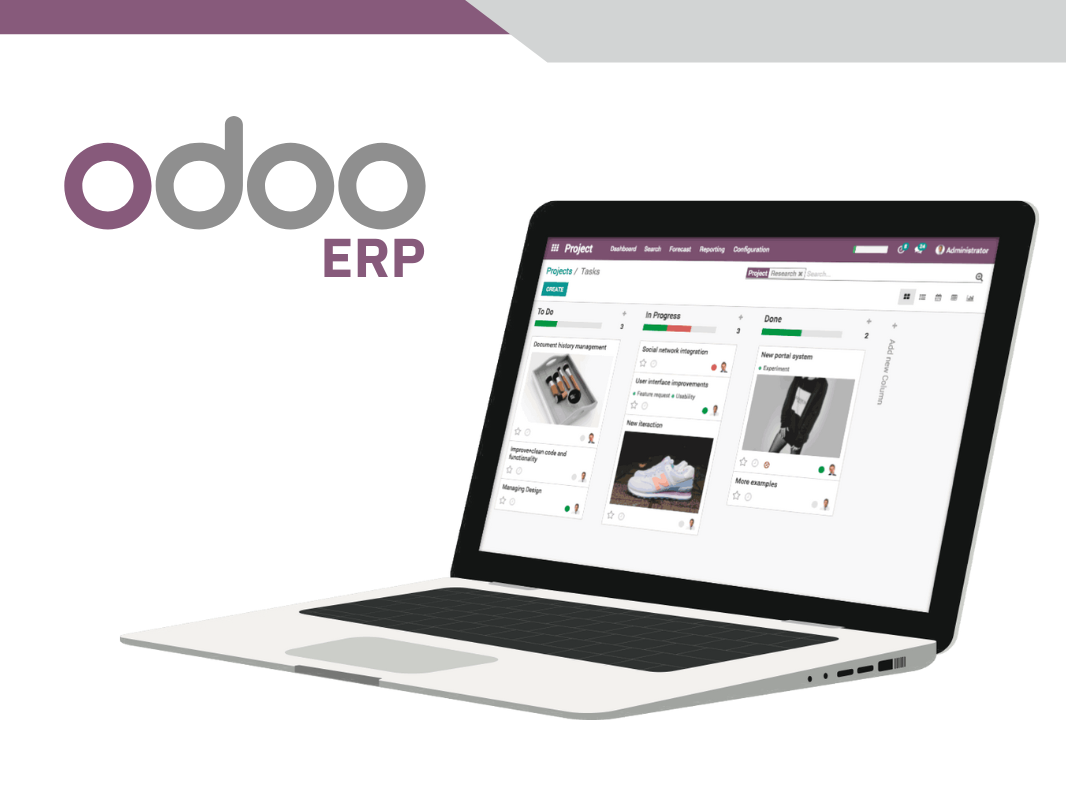 odoo
ERP
Project Dashboard Search Forecast Reporting Configuration Administrator
Projects / Tasks
Project Research × Search...
CREATE
To Do
3
Document history management
Improve+clean code and
functionality
Managing Design
In Progress
3
Social network integration
User interface improvements
Feature request Usability
New iteraction
Done
2
New portal system
Experiment
More examples
Add new Column